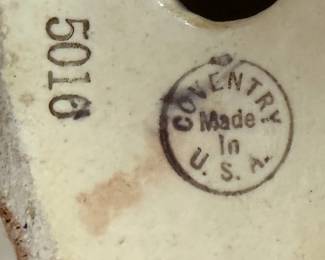 5016
COVENTRY
Made
In
U. S. A.